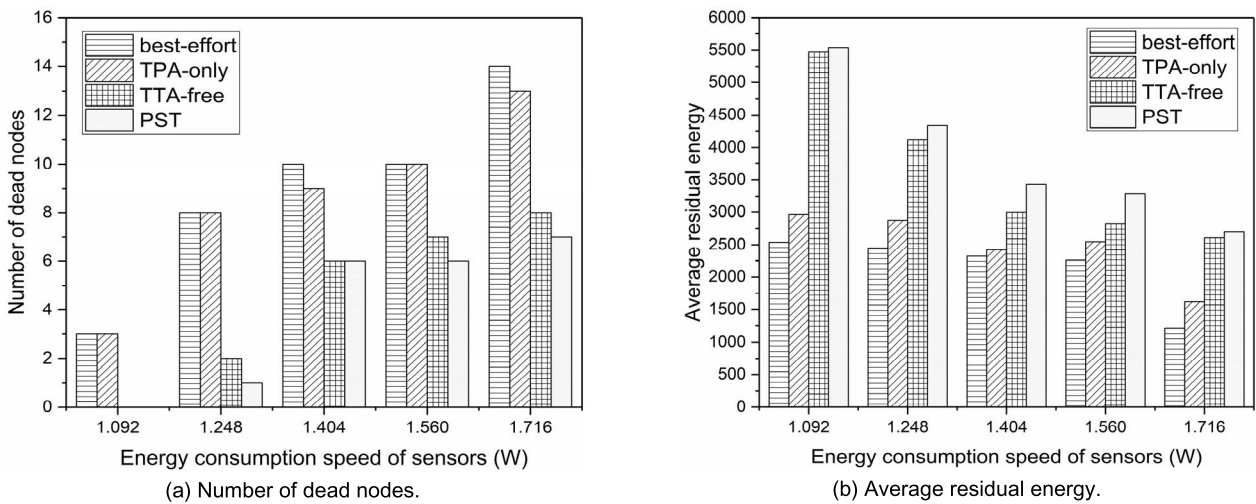 16
14
12
10
8
6
4
2
0
Number of dead nodes
best-effort
TPA-only
TTA-free
PST
1.092 1.248 1.404 1.560 1.716
Energy consumption speed of sensors (W)
(a) Number of dead nodes.
6000
5500
5000
4500
4000
3500
3000
2500
2000
1500
1000
500
0
Average residual energy
best-effort
TPA-only
TTA-free
PST
1.092 1.248 1.404 1.560 1.716
Energy consumption speed of sensors (W)
(b) Average residual energy.